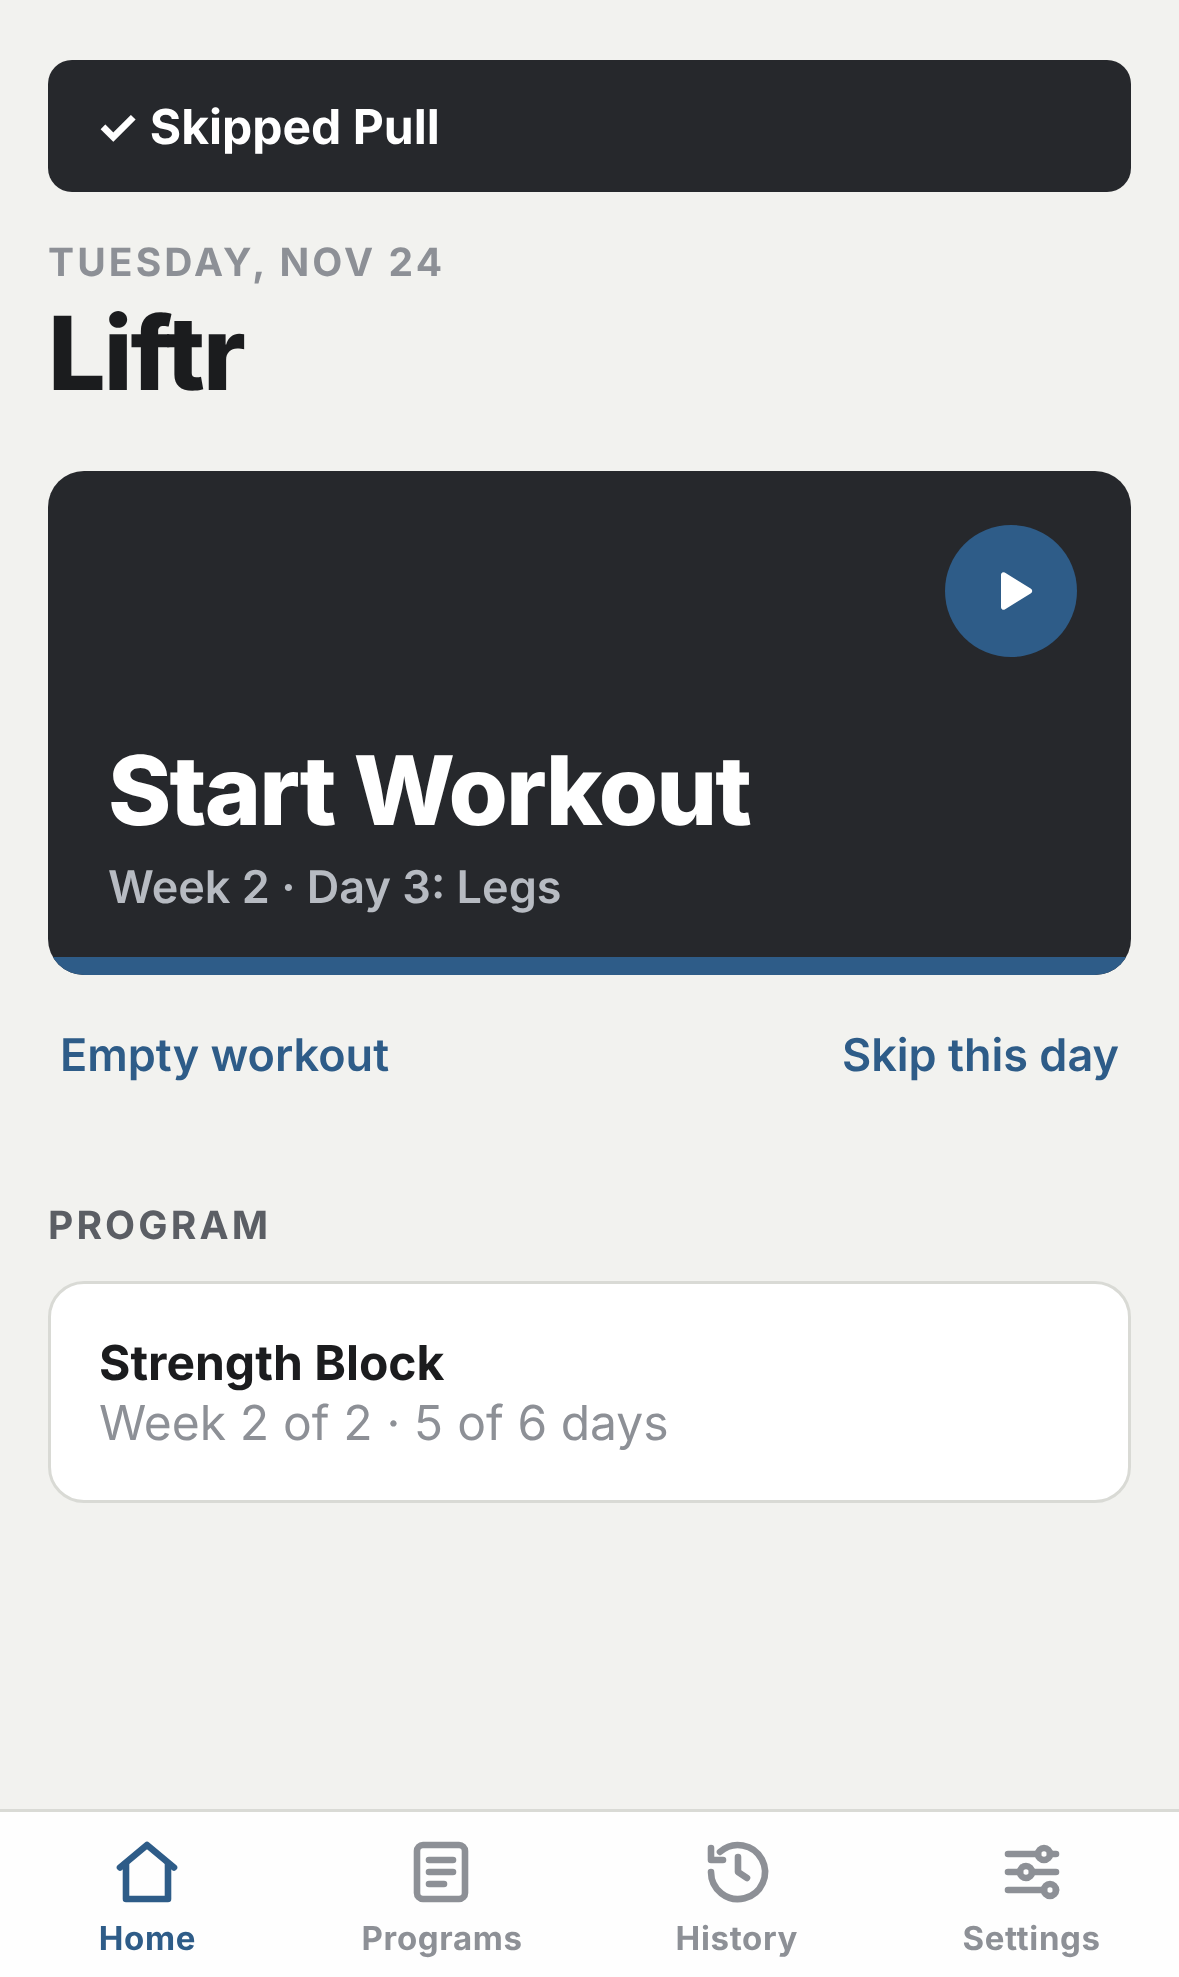 ✓ Skipped Pull
TUESDAY, NOV 24
Liftr
Start Workout
Week 2 · Day 3: Legs
Empty workout
Skip this day
PROGRAM
Strength Block
Week 2 of 2 · 5 of 6 days
Home
Programs
History
Settings